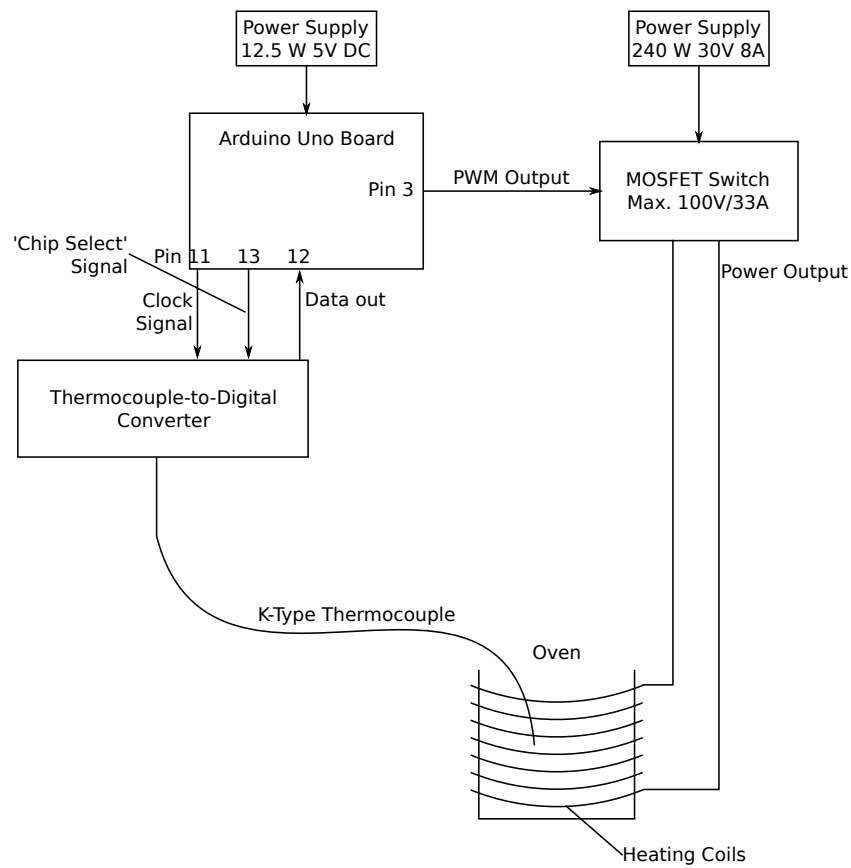 Power Supply
12.5 W 5V DC
Power Supply
240 W 30V 8A
Arduino Uno Board
Pin 3
PWM Output
MOSFET Switch
Max. 100V/33A
'Chip Select'
Signal
Pin 11
13
12
Clock
Signal
Data out
Power Output
Thermocouple-to-Digital
Converter
K-Type Thermocouple
Oven
Heating Coils